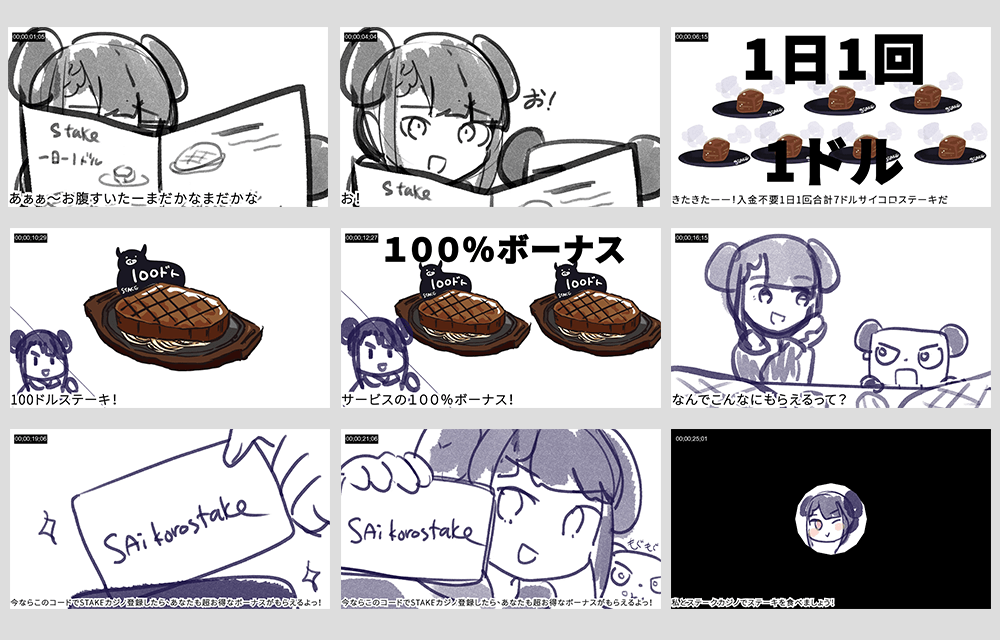 00;00;01;05
Stake
一日一1ドル
あぁぁ～お腹すいたーまだかなまだかな
00;00;04;04
お!
Stake
お!
00;00;06;15
1日1回
1ドル
きたきたーー!入金不要1日1回合計7ドルサイコロステーキだ
00;00;10;29
100ドル
STAKE
100ドルステーキ!
00;00;12;27
100%ボーナス
100ドル
STAKE
100ドル
STAKE
サービスの100%ボーナス!
00;00;16;15
なんでこんなにもらえるって?
00;00;19;06
SAikorostake
今ならこのコードでSTAKEカジノ登録したら、あなたも超お得なボーナスがもらえるよっ!
00;00;21;06
SAikorostake
もぐもぐ
今ならこのコードでSTAKEカジノ登録したら、あなたも超お得なボーナスがもらえるよっ!
00;00;25;01
私とステークカジノでステーキを食べましょう!